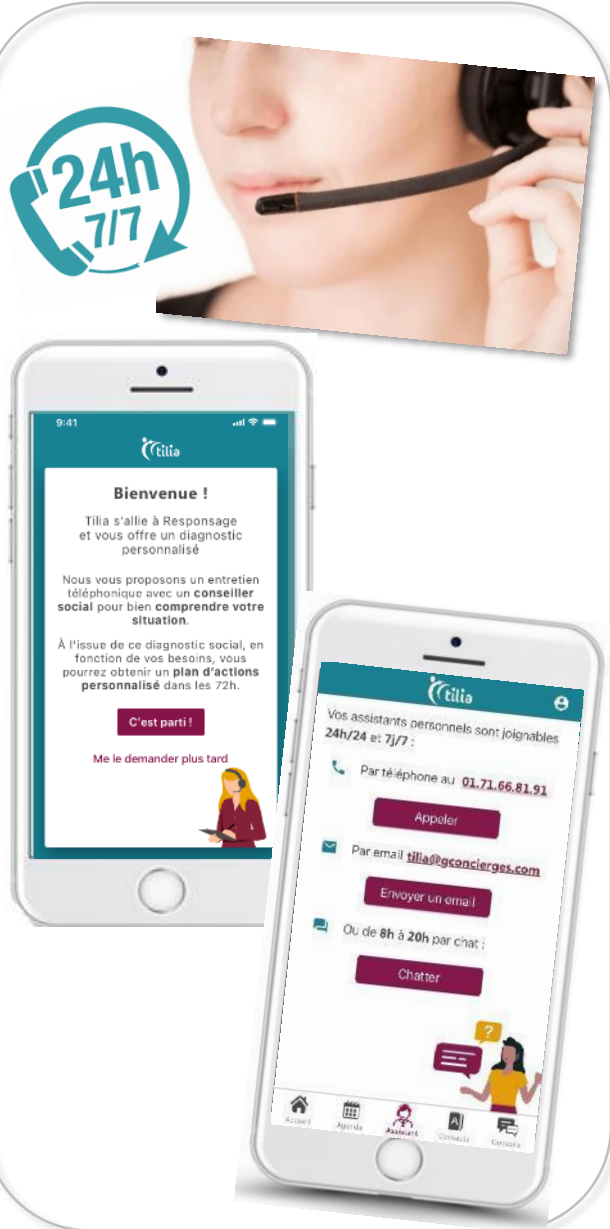 24h
7/7
9:41
tilia
Bienvenue !
Tilia s'allie à Responsage
et vous offre un diagnostic
personnalisé
Nous vous proposons un entretien
téléphonique avec un conseiller
social pour bien comprendre votre
situation.
À l'issue de ce diagnostic social, en
fonction de vos besoins, vous
pourrez obtenir un plan d'actions
personnalisé dans les 72h.
C'est parti !
Me le demander plus tard
tilia
Vos assistants personnels sont joignables
24h/24 et 7j/7 :
Par téléphone au 01.71.66.81.91
Appeler
Par email tilia@gconcierges.com
Envoyer un email
Ou de 8h à 20h par chat :
Chatter
?
Accueil Agenda Assistant Contacts Conseils